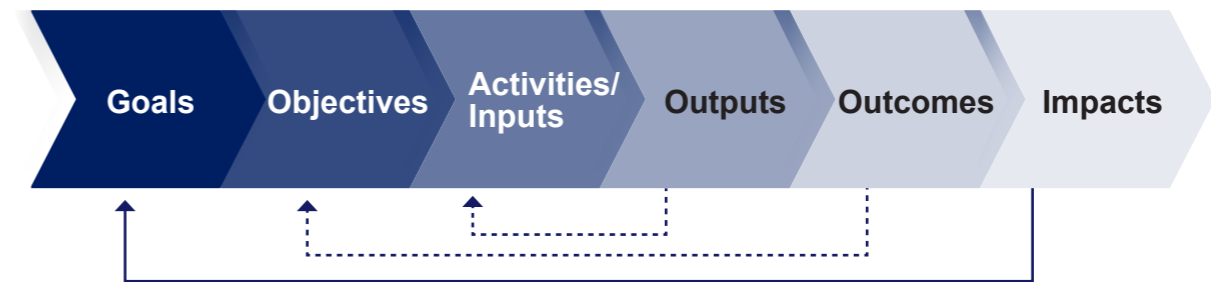 Goals
Objectives
Activities/
Inputs
Outputs
Outcomes
Impacts